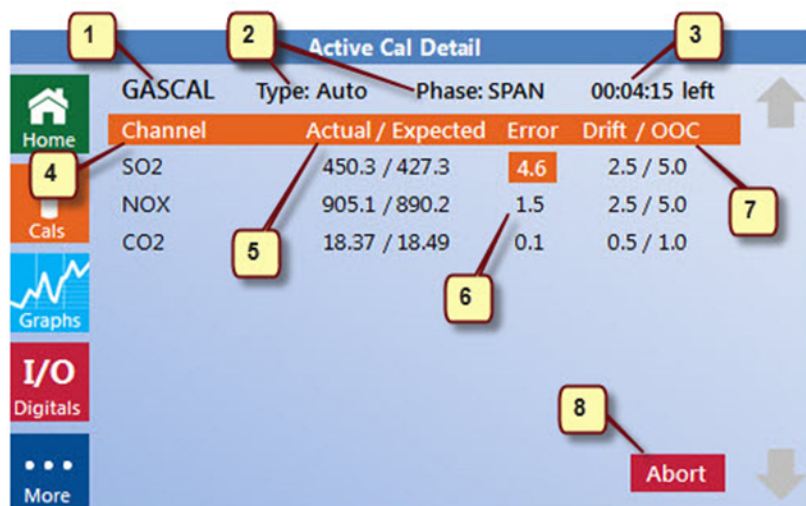 1 2 3
Active Cal Detail
GASCAL Type: Auto Phase: SPAN 00:04:15 left
Home
Channel Actual / Expected Error Drift / OOC
4
SO2 450.3 / 427.3 4.6 2.5 / 5.0
NOX 905.1 / 890.2 1.5 2.5 / 5.0
7
Cals
CO2 18.37 / 18.49 0.1 0.5 / 1.0
5
6
Graphs
I/O
Digitals
8
Abort
More